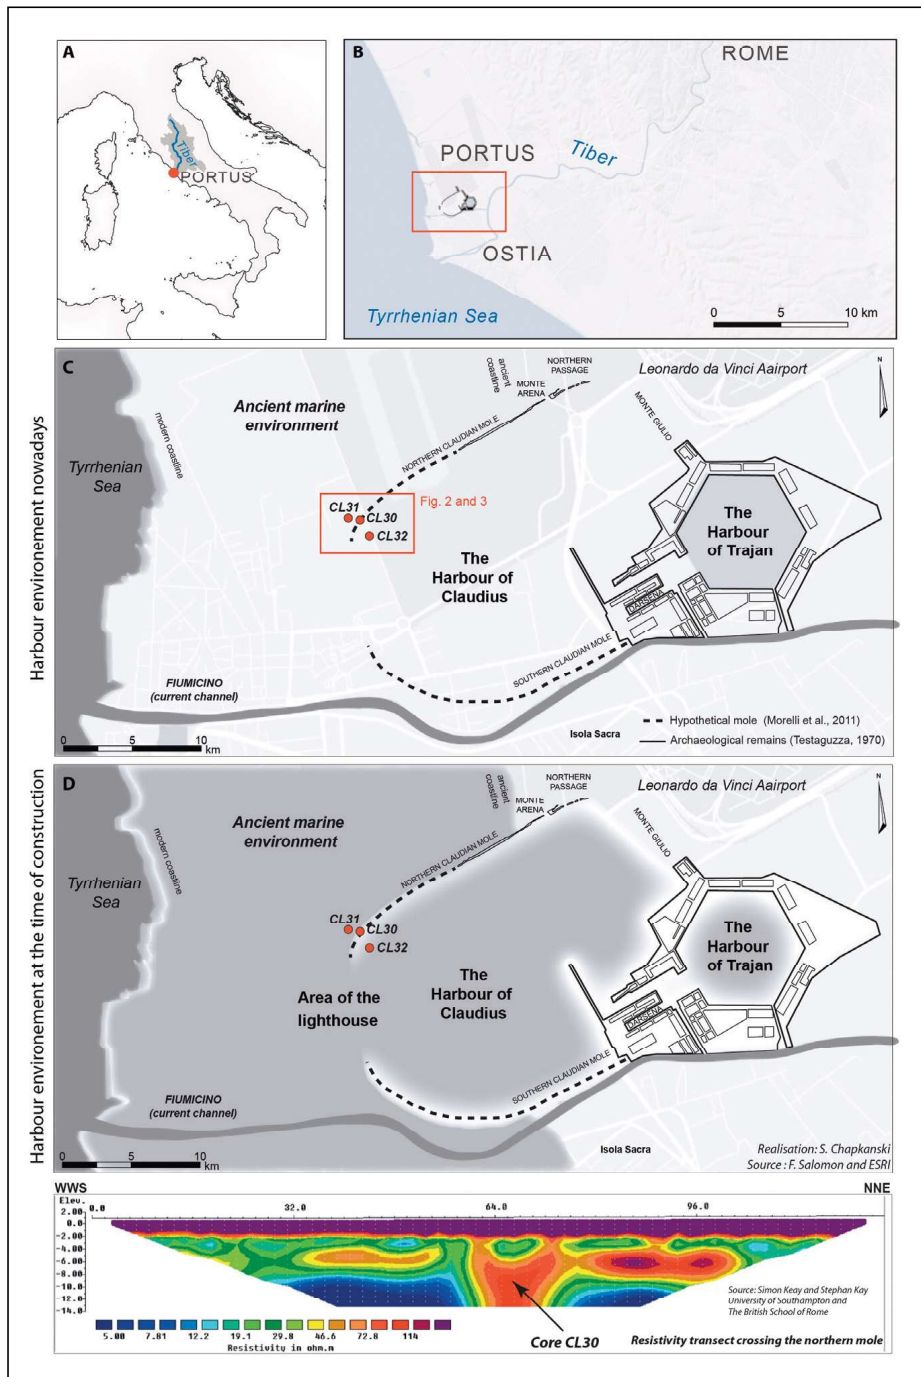 A
Tiber
PORTUS
B
ROME
PORTUS
Tiber
OSTIA
Tyrrhenian Sea
0 5 10 km
Harbour environement nowadays
C
Ancient marine
environment
ancient
coastline
NORTHERN
PASSAGE
MONTE
ARENA
Leonardo da Vinci Aairport
N
modern coastline
Tyrrhenian
Sea
NORTHERN CLAUDIAN MOLE
MONTE GIULIO
CL31
CL30
CL32
Fig. 2 and 3
The
Harbour of
Claudius
The
Harbour
of Trajan
DARSENA
SOUTHERN CLAUDIAN MOLE
FIUMICINO
(current channel)
Isola Sacra
Hypothetical mole (Morelli et al., 2011)
Archaeological remains (Testaguzza, 1970)
0 5 10
km
Harbour environement at the time of construction
D
Ancient marine
environment
ancient
coastline
NORTHERN
PASSAGE
MONTE
ARENA
Leonardo da Vinci Aairport
N
modern coastline
Tyrrhenian
Sea
NORTHERN CLAUDIAN MOLE
MONTE GIULIO
CL31
CL30
CL32
Area of the
lighthouse
The
Harbour of
Claudius
The
Harbour
of Trajan
DARSENA
SOUTHERN CLAUDIAN MOLE
FIUMICINO
(current channel)
Isola Sacra
0 5 10
km
Realisation: S. Chapkanski
Source : F. Salomon and ESRI
WWS NNE
Elev.
0.0 32.0 64.0 96.0 m
2.00
0.0
-2.00
-4.00
-6.00
-8.00
-10.0
-12.0
-14.0
5.00 7.81 12.2 19.1 29.8 46.6 72.8 114
Resistivity in ohm.m
Core CL30
Source: Simon Keay and Stephan Kay
University of Southampton and
The British School of Rome
Resistivity transect crossing the northern mole